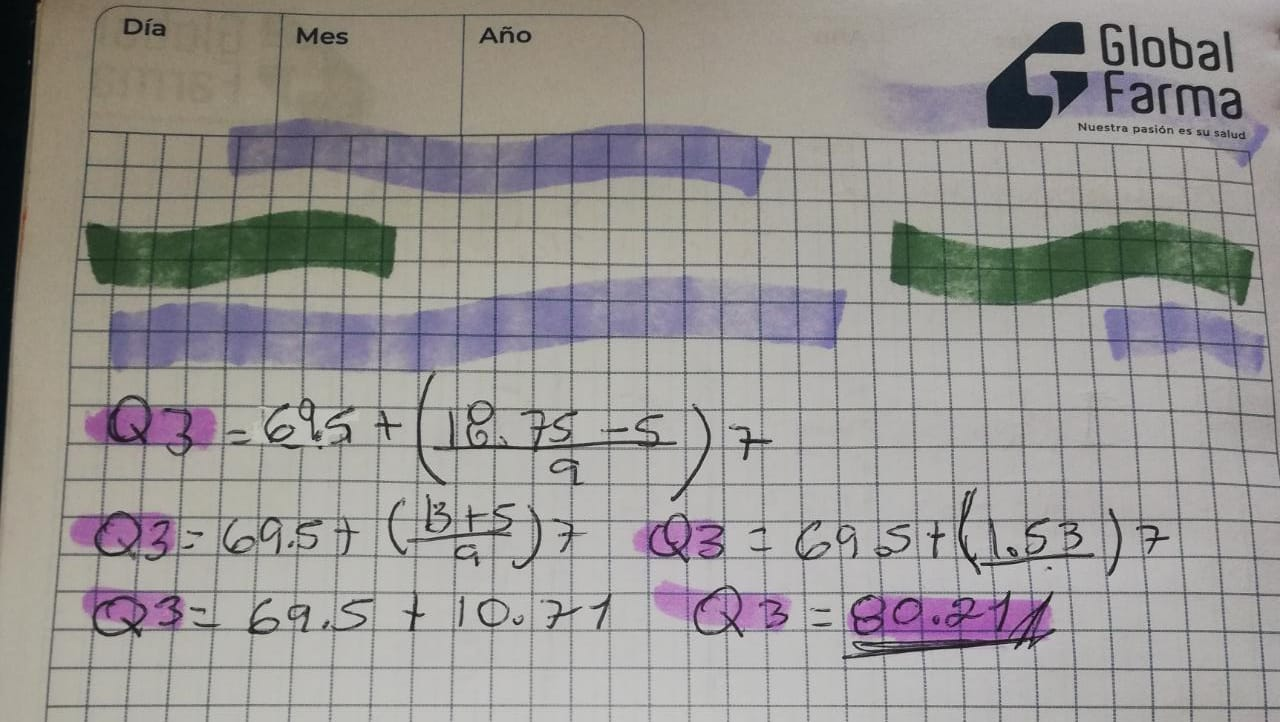 Día Mes Año
Global
Farma
Nuestra pasión es su salud
Q3 = 69.5 + (18.75 - 5 / 9) 7
Q3 = 69.5 + (13 + 5 / 9) 7 Q3 = 69.5 + (1.53) 7
Q3 = 69.5 + 10.71 Q3 = 80.21